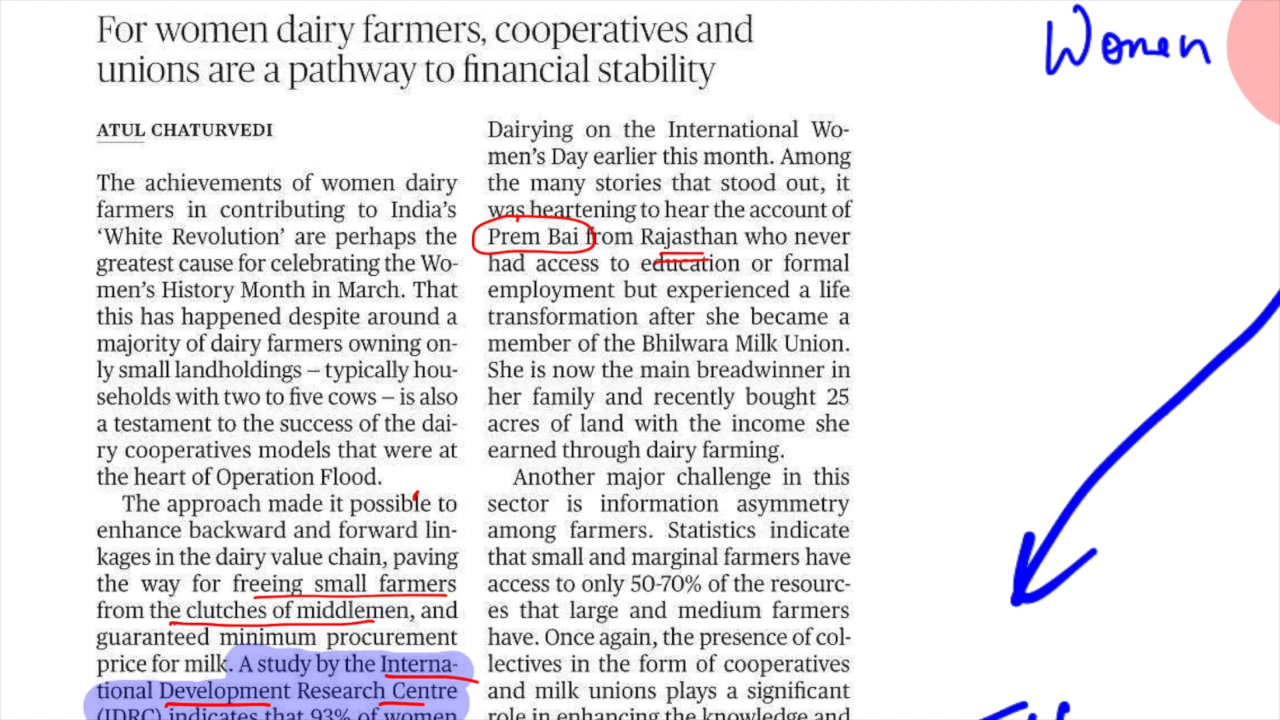 For women dairy farmers, cooperatives and
unions are a pathway to financial stability
ATUL CHATURVEDI
The achievements of women dairy
farmers in contributing to India's
'White Revolution' are perhaps the
greatest cause for celebrating the Wo-
men's History Month in March. That
this has happened despite around a
majority of dairy farmers owning on-
ly small landholdings – typically hou-
seholds with two to five cows – is also
a testament to the success of the dai-
ry cooperatives models that were at
the heart of Operation Flood.
The approach made it possible to
enhance backward and forward lin-
kages in the dairy value chain, paving
the way for freeing small farmers
from the clutches of middlemen, and
guaranteed minimum procurement
price for milk. A study by the Interna-
tional Development Research Centre
(IDRC) indicates that 93% of women
Dairying on the International Wo-
men's Day earlier this month. Among
the many stories that stood out, it
was heartening to hear the account of
Prem Bai from Rajasthan who never
had access to education or formal
employment but experienced a life
transformation after she became a
member of the Bhilwara Milk Union.
She is now the main breadwinner in
her family and recently bought 25
acres of land with the income she
earned through dairy farming.
Another major challenge in this
sector is information asymmetry
among farmers. Statistics indicate
that small and marginal farmers have
access to only 50-70% of the resourc-
es that large and medium farmers
have. Once again, the presence of col-
lectives in the form of cooperatives
and milk unions plays a significant
role in enhancing the knowledge and
Women